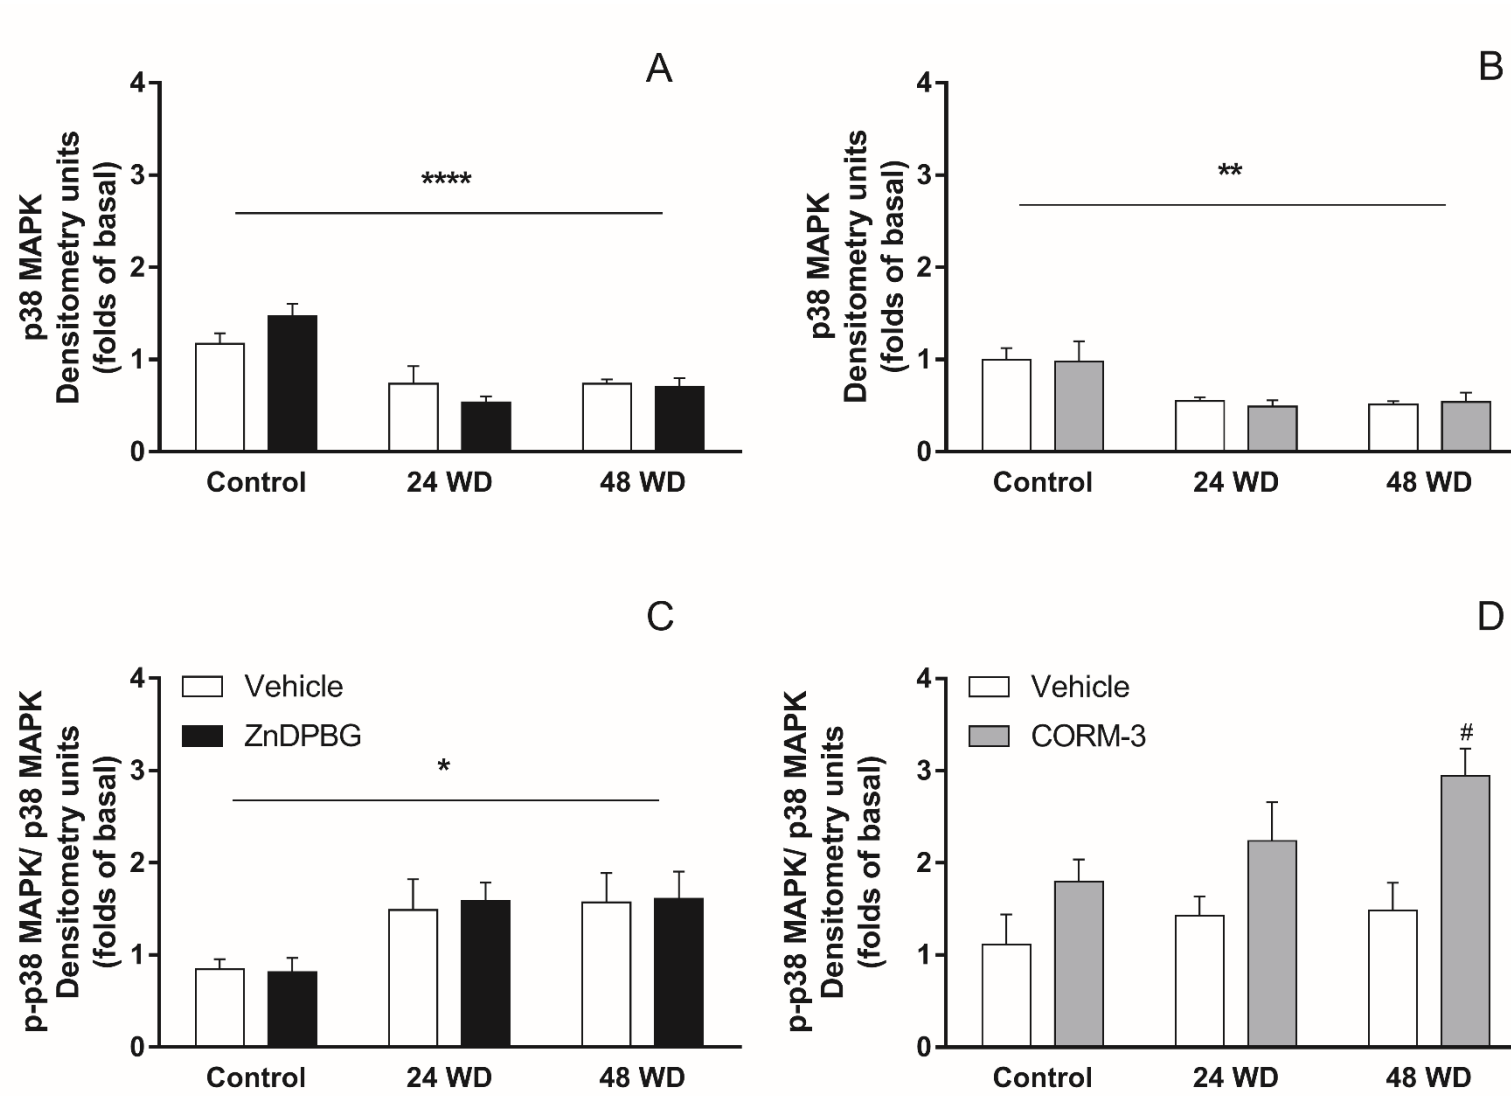 A
4
3
2
1
0
p38 MAPK
Densitometry units
(folds of basal)
****
Control 24 WD 48 WD
B
4
3
2
1
0
p38 MAPK
Densitometry units
(folds of basal)
**
Control 24 WD 48 WD
C
4
3
2
1
0
p-p38 MAPK/ p38 MAPK
Densitometry units
(folds of basal)
Vehicle
ZnDPBG
*
Control 24 WD 48 WD
D
4
3
2
1
0
p-p38 MAPK/ p38 MAPK
Densitometry units
(folds of basal)
Vehicle
CORM-3
#
Control 24 WD 48 WD